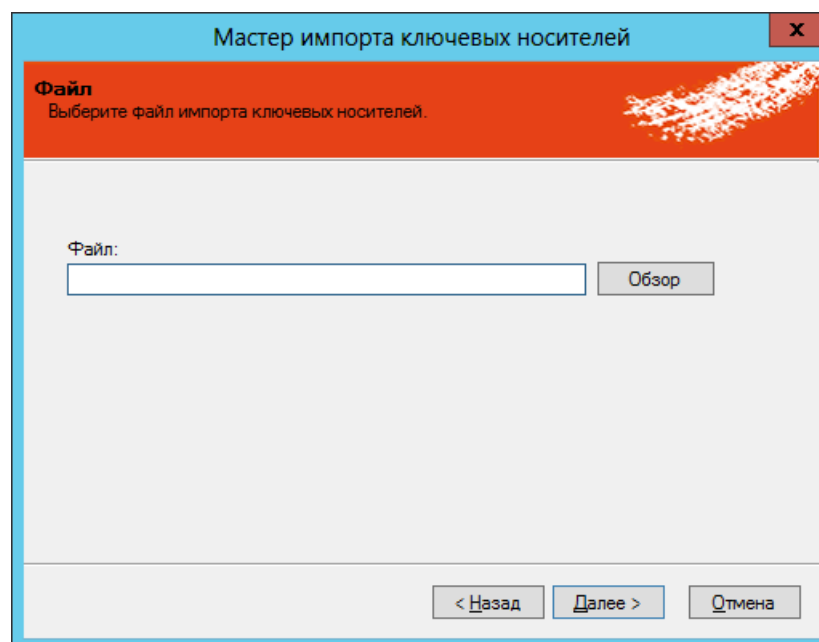 Мастер импорта ключевых носителей
x
Файл
Выберите файл импорта ключевых носителей.
Файл:
Обзор
< Назад
Далее >
Отмена